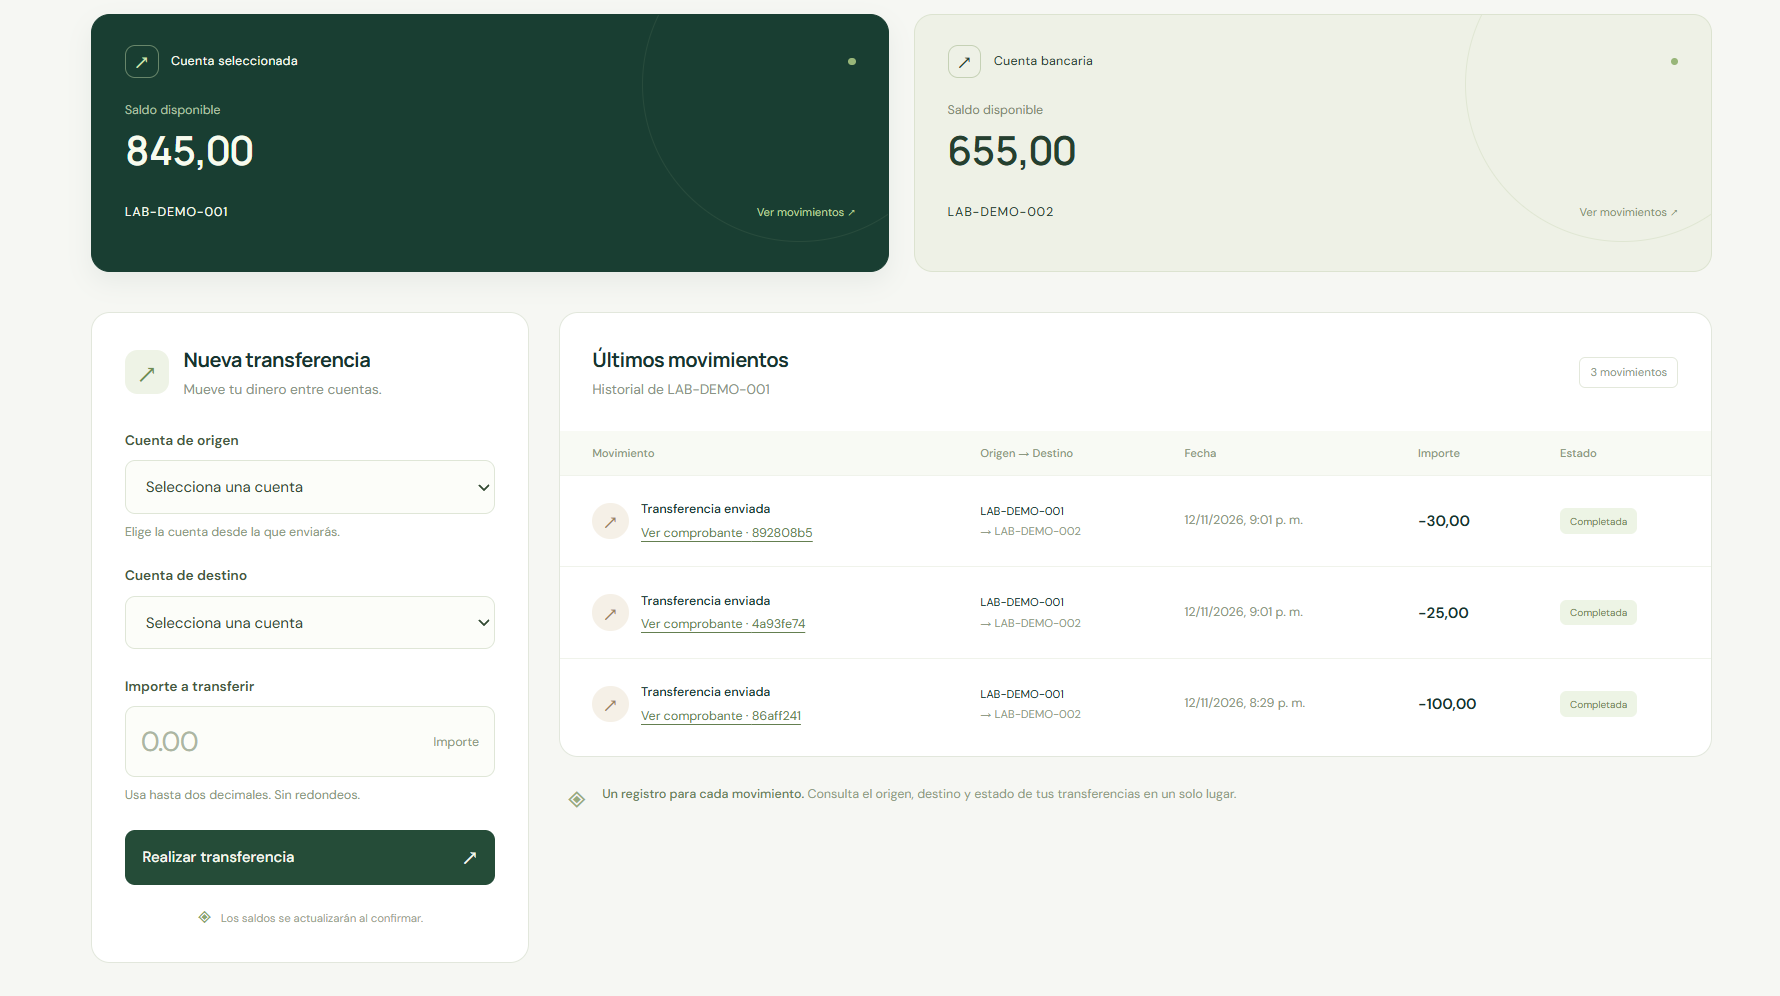 Cuenta seleccionada
Saldo disponible
845,00
LAB-DEMO-001
Ver movimientos ↗
Cuenta bancaria
Saldo disponible
655,00
LAB-DEMO-002
Ver movimientos ↗
Nueva transferencia
Mueve tu dinero entre cuentas.
Cuenta de origen
Selecciona una cuenta
Elige la cuenta desde la que enviarás.
Cuenta de destino
Selecciona una cuenta
Importe a transferir
0.00 Importe
Usa hasta dos decimales. Sin redondeos.
Realizar transferencia ↗
Los saldos se actualizarán al confirmar.
Últimos movimientos
Historial de LAB-DEMO-001
3 movimientos
Movimiento Origen → Destino Fecha Importe Estado
Transferencia enviada
Ver comprobante · 892808b5
LAB-DEMO-001
→ LAB-DEMO-002
12/11/2026, 9:01 p. m.
-30,00
Completada
Transferencia enviada
Ver comprobante · 4a93fe74
LAB-DEMO-001
→ LAB-DEMO-002
12/11/2026, 9:01 p. m.
-25,00
Completada
Transferencia enviada
Ver comprobante · 86aff241
LAB-DEMO-001
→ LAB-DEMO-002
12/11/2026, 8:29 p. m.
-100,00
Completada
Un registro para cada movimiento. Consulta el origen, destino y estado de tus transferencias en un solo lugar.